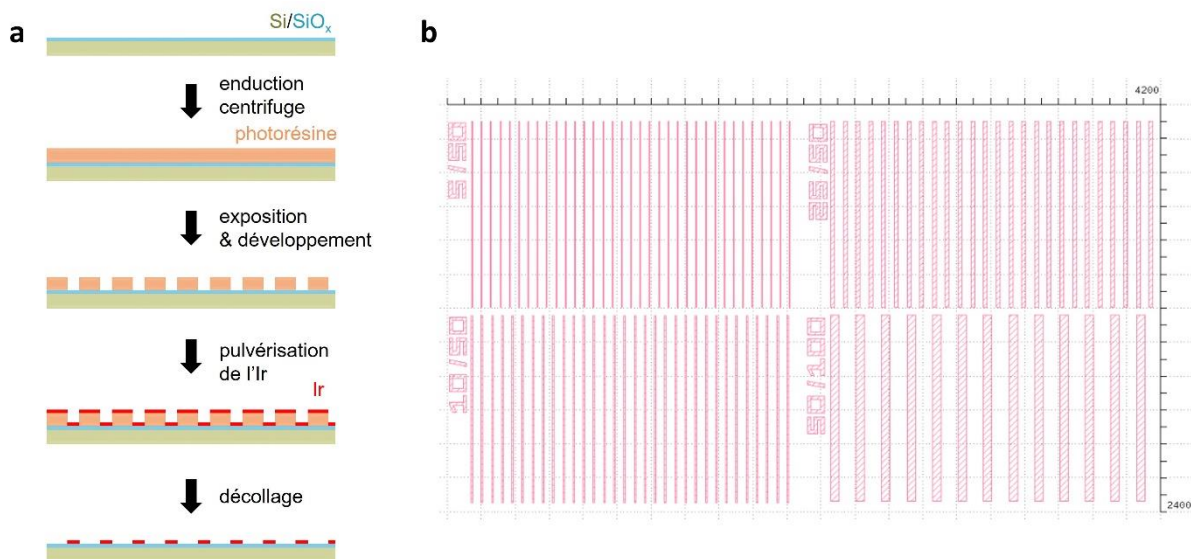 a
Si/SiOx
enduction
centrifuge
photorésine
exposition
& développement
pulvérisation
de l'Ir
Ir
décollage
b
4200
5/50
25/50
10/50
50/100
2400